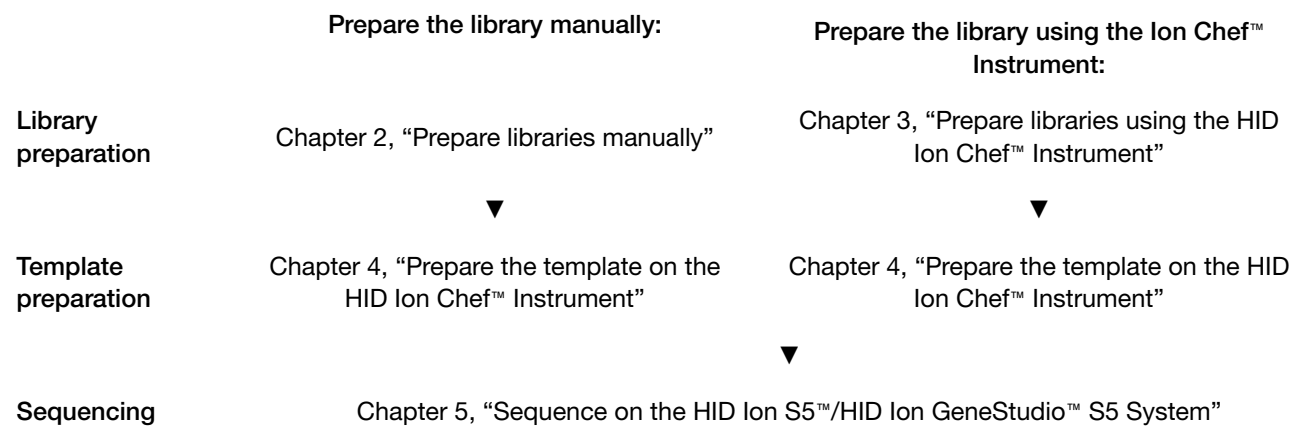 Prepare the library manually:
Prepare the library using the Ion Chef™
Instrument:
Library
preparation
Chapter 2, “Prepare libraries manually”
Chapter 3, “Prepare libraries using the HID
Ion Chef™ Instrument”
▼
▼
Template
preparation
Chapter 4, “Prepare the template on the
HID Ion Chef™ Instrument”
Chapter 4, “Prepare the template on the HID
Ion Chef™ Instrument”
▼
Sequencing
Chapter 5, “Sequence on the HID Ion S5™/HID Ion GeneStudio™ S5 System”